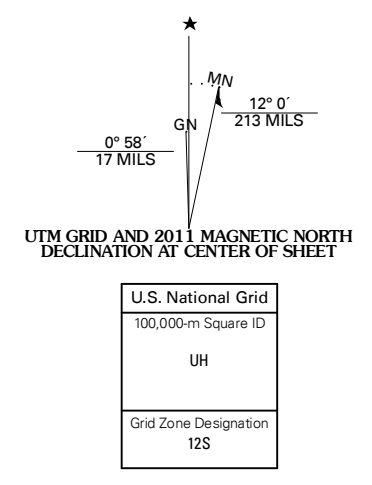 MN
12° 0´
213 MILS
GN
0° 58´
17 MILS
UTM GRID AND 2011 MAGNETIC NORTH
DECLINATION AT CENTER OF SHEET
U.S. National Grid
100,000-m Square ID
UH
Grid Zone Designation
12S